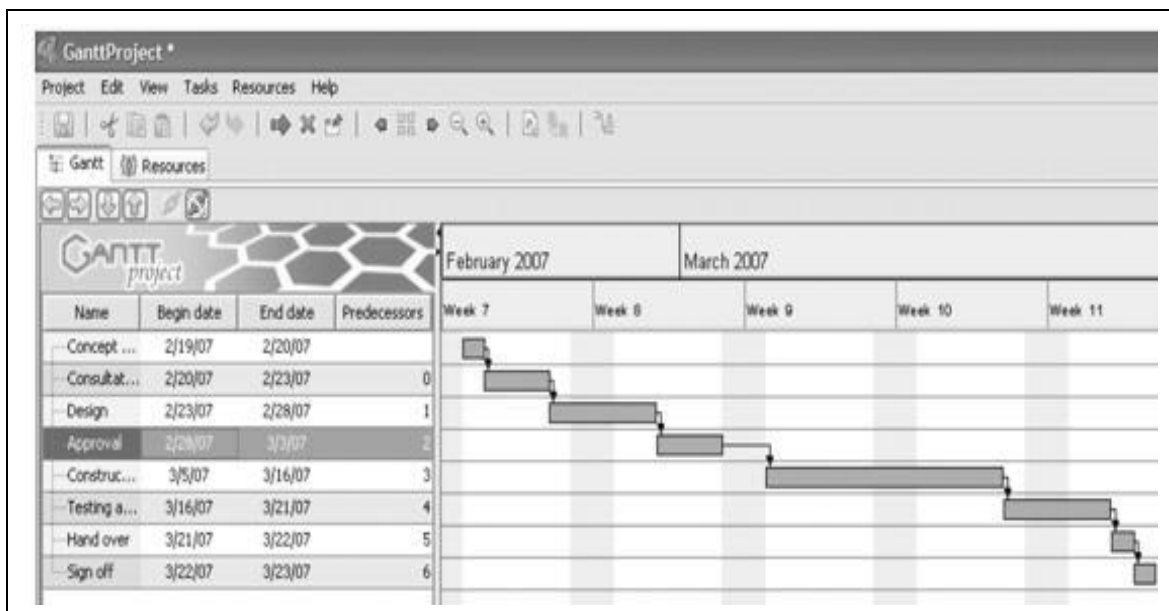 GanttProject *
Project Edit View Tasks Resources Help
Gantt Resources
GANTT project
February 2007 March 2007
Name Begin date End date Predecessors Week 7 Week 8 Week 9 Week 10 Week 11
Concept ... 2/19/07 2/20/07
Consultat... 2/20/07 2/23/07 0
Design 2/23/07 2/28/07 1
Approval 2/28/07 3/3/07 2
Construc... 3/5/07 3/16/07 3
Testing a... 3/16/07 3/21/07 4
Hand over 3/21/07 3/22/07 5
Sign off 3/22/07 3/23/07 6